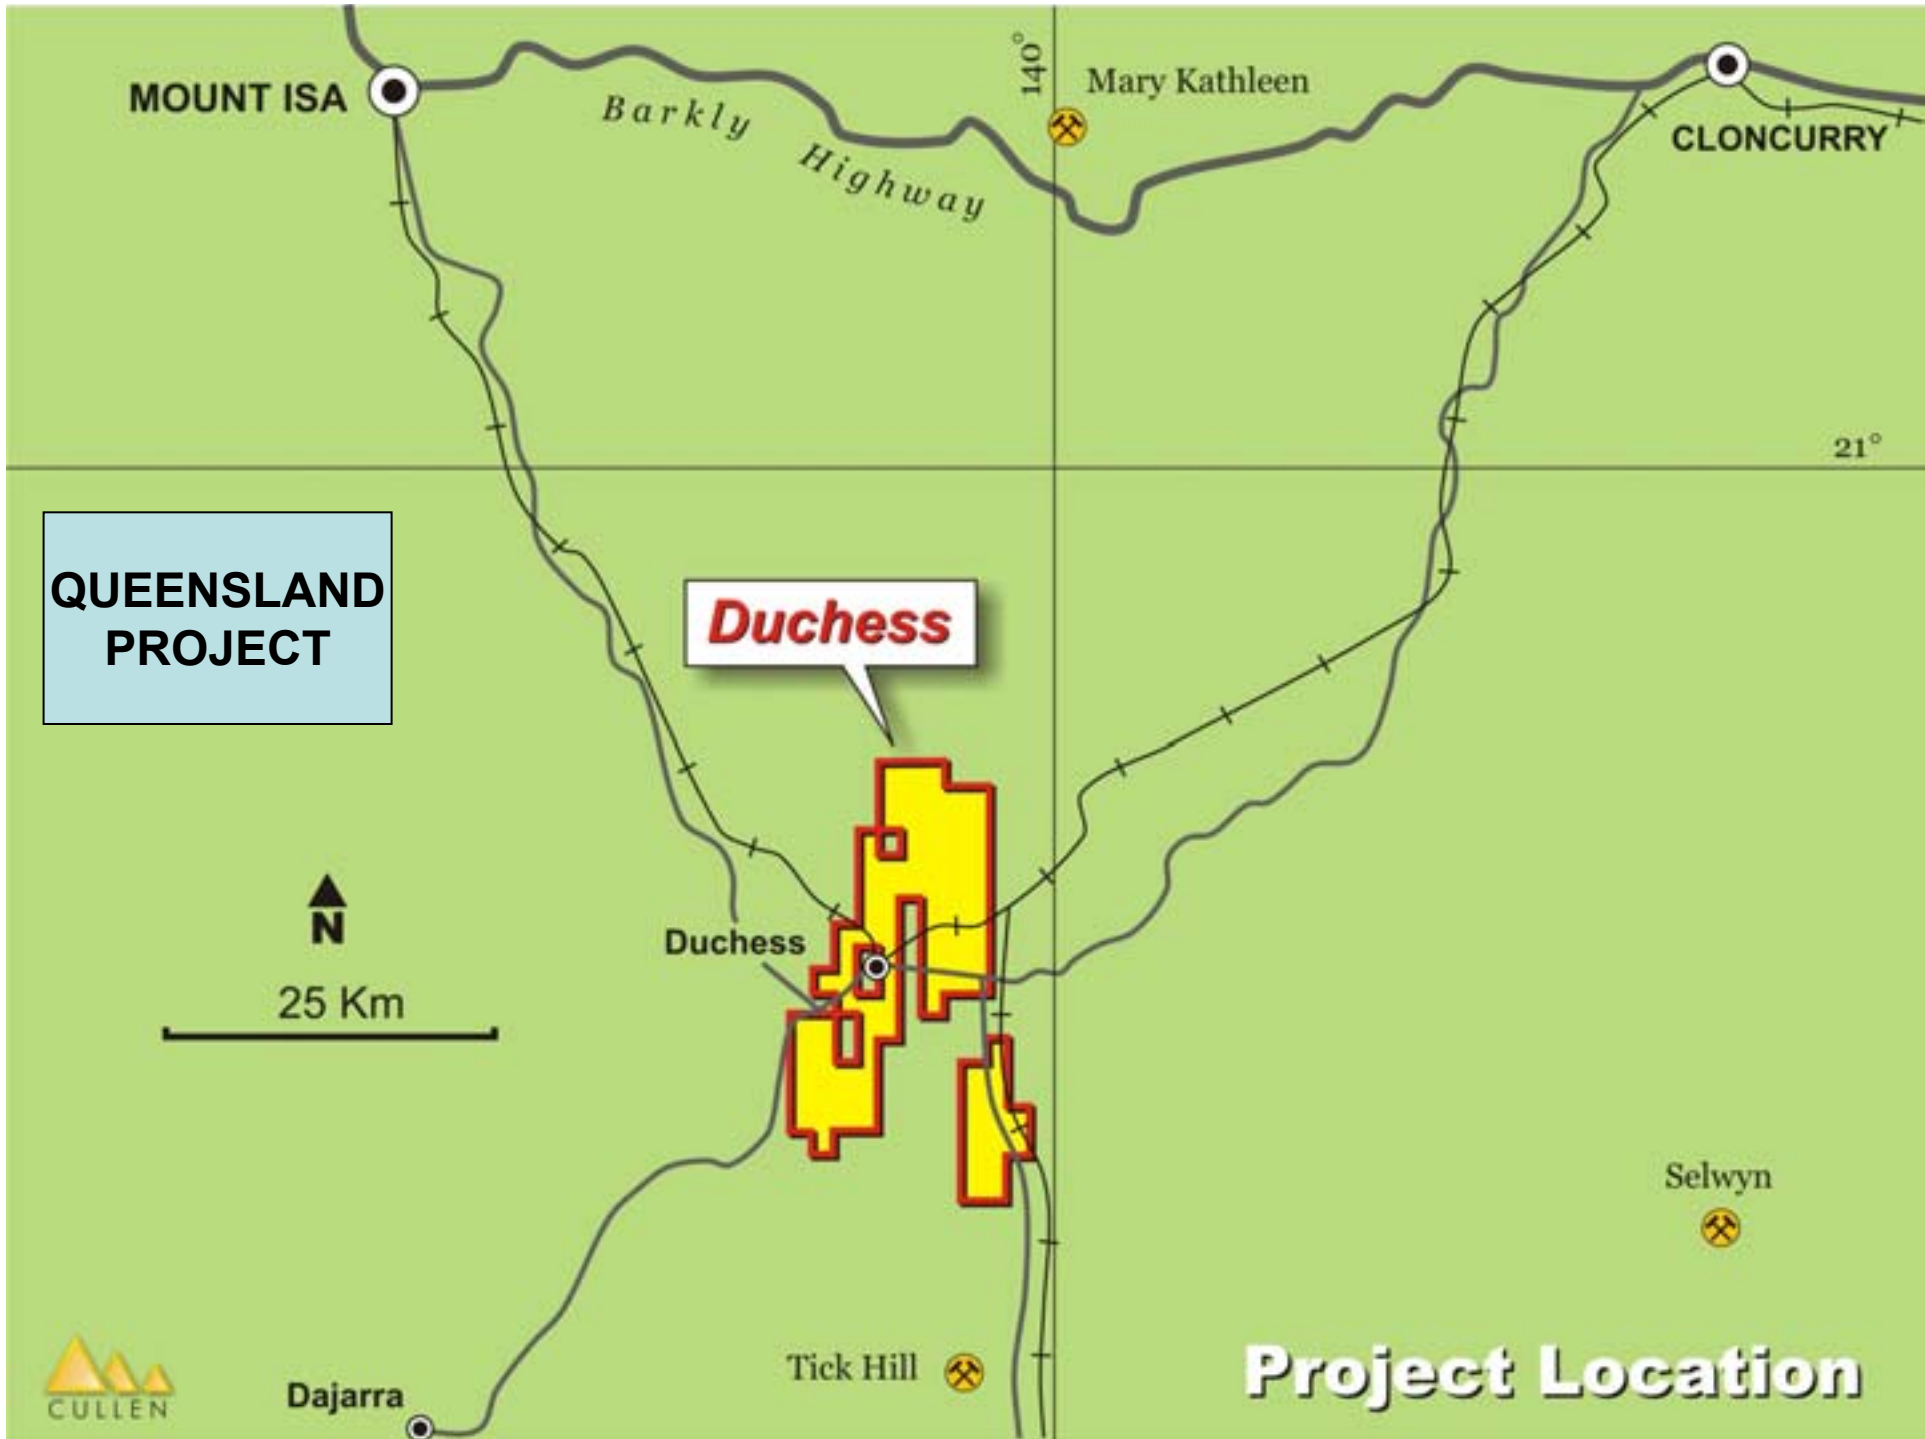 MOUNT ISA
Barkly
Highway
140°
Mary Kathleen
CLONCURRY
21°
QUEENSLAND
PROJECT
Duchess
N
25 Km
Duchess
Selwyn
Tick Hill
Dajarra
CULLEN
Project Location